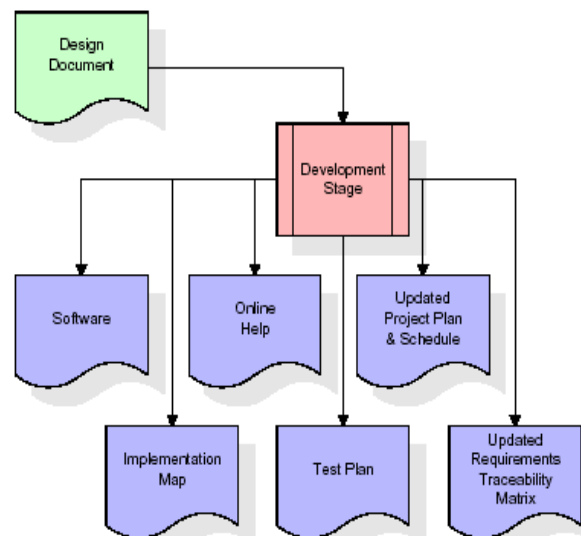 Design
Document
Development
Stage
Software
Online
Help
Updated
Project Plan
& Schedule
Implementation
Map
Test Plan
Updated
Requirements
Traceability
Matrix